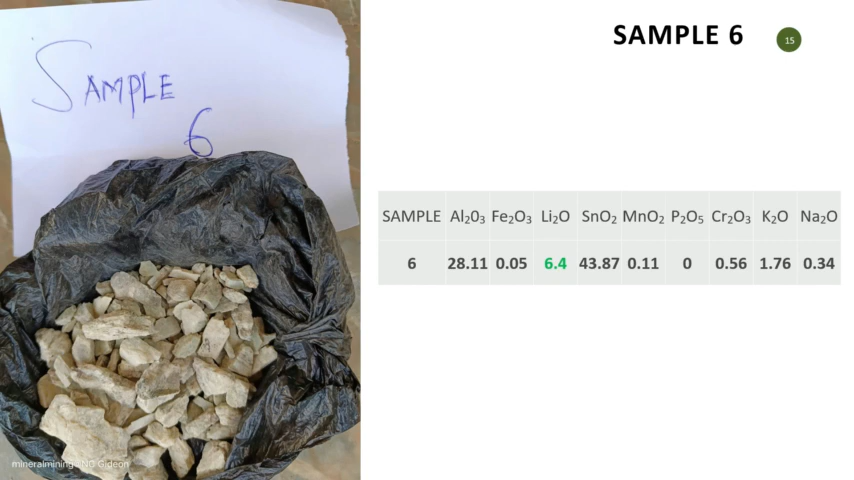 SAMPLE
6
SAMPLE 6
15
SAMPLE Al₂0₃ Fe₂O₃ Li₂O SnO₂ MnO₂ P₂O₅ Cr₂O₃ K₂O Na₂O
6 28.11 0.05 6.4 43.87 0.11 0 0.56 1.76 0.34